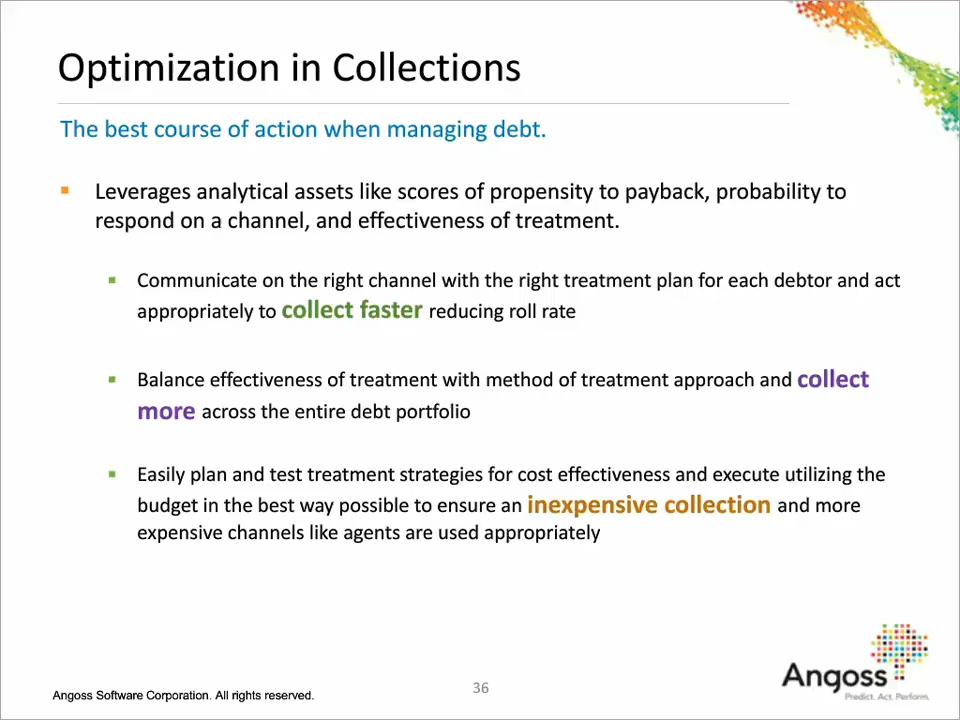 Optimization in Collections
The best course of action when managing debt.
▪ Leverages analytical assets like scores of propensity to payback, probability to
respond on a channel, and effectiveness of treatment.
▪ Communicate on the right channel with the right treatment plan for each debtor and act
appropriately to collect faster reducing roll rate
▪ Balance effectiveness of treatment with method of treatment approach and collect
more across the entire debt portfolio
▪ Easily plan and test treatment strategies for cost effectiveness and execute utilizing the
budget in the best way possible to ensure an inexpensive collection and more
expensive channels like agents are used appropriately
Angoss Software Corporation. All rights reserved.
36
Angoss
Predict. Act. Perform.